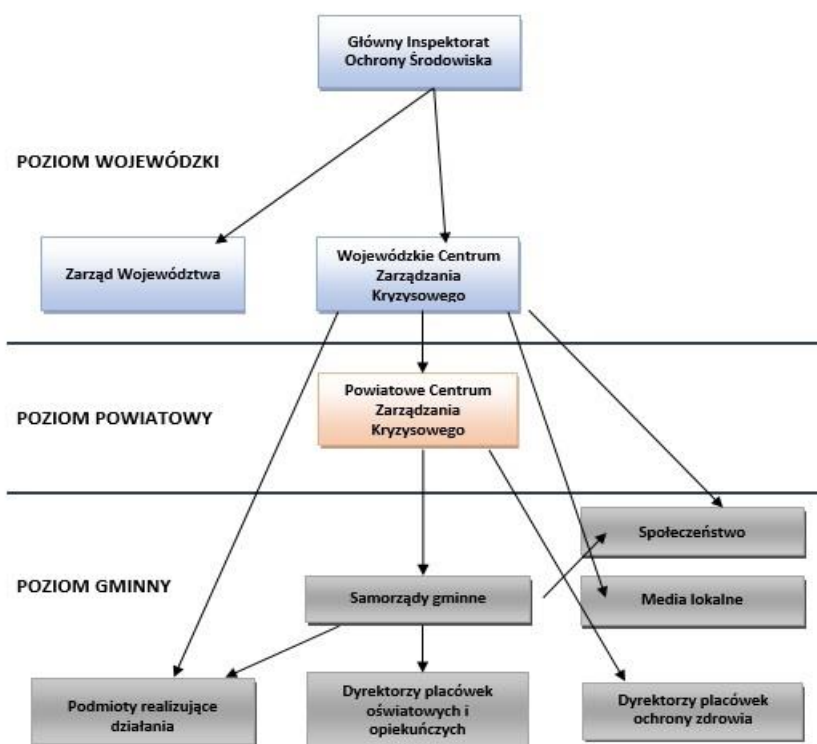 Główny Inspektorat
Ochrony Środowiska
POZIOM WOJEWÓDZKI
Zarząd Województwa
Wojewódzkie Centrum
Zarządzania
Kryzysowego
POZIOM POWIATOWY
Powiatowe Centrum
Zarządzania
Kryzysowego
Społeczeństwo
POZIOM GMINNY
Samorządy gminne
Media lokalne
Podmioty realizujące
działania
Dyrektorzy placówek
oświatowych i
opiekuńczych
Dyrektorzy placówek
ochrony zdrowia